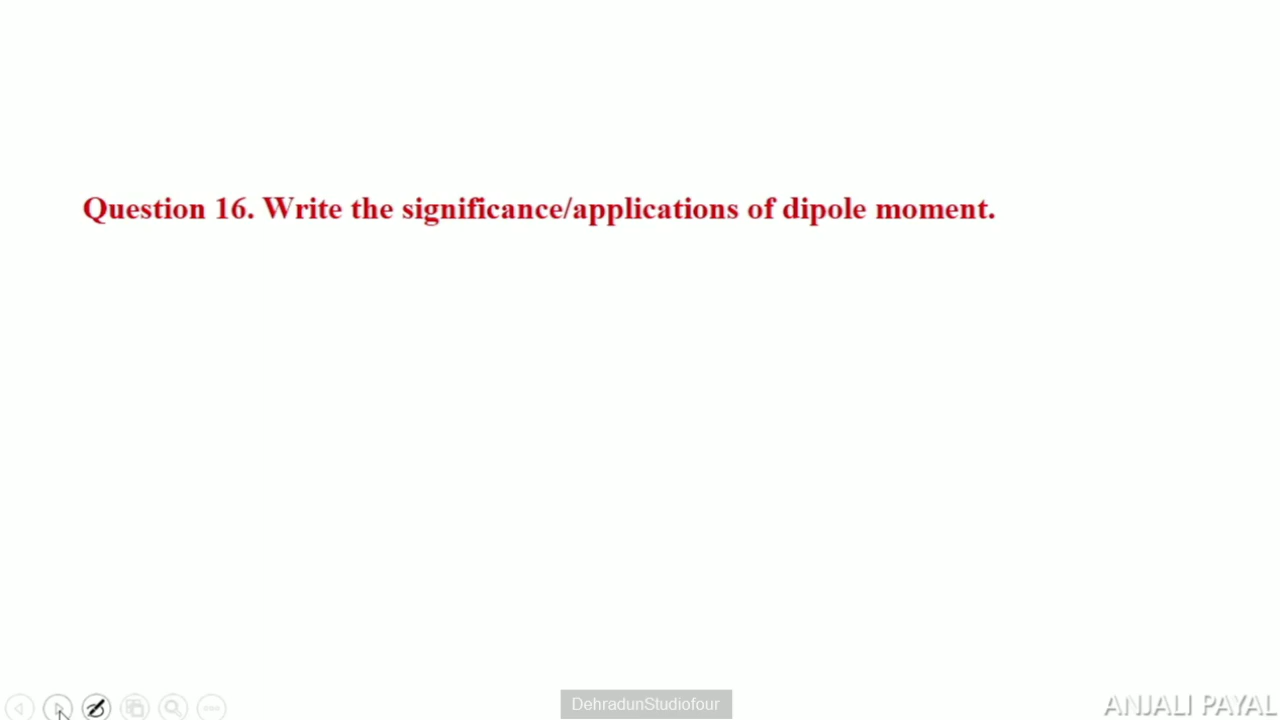 Question 16. Write the significance/applications of dipole moment.
DehradunStudiofour
ANJALI PAYAL